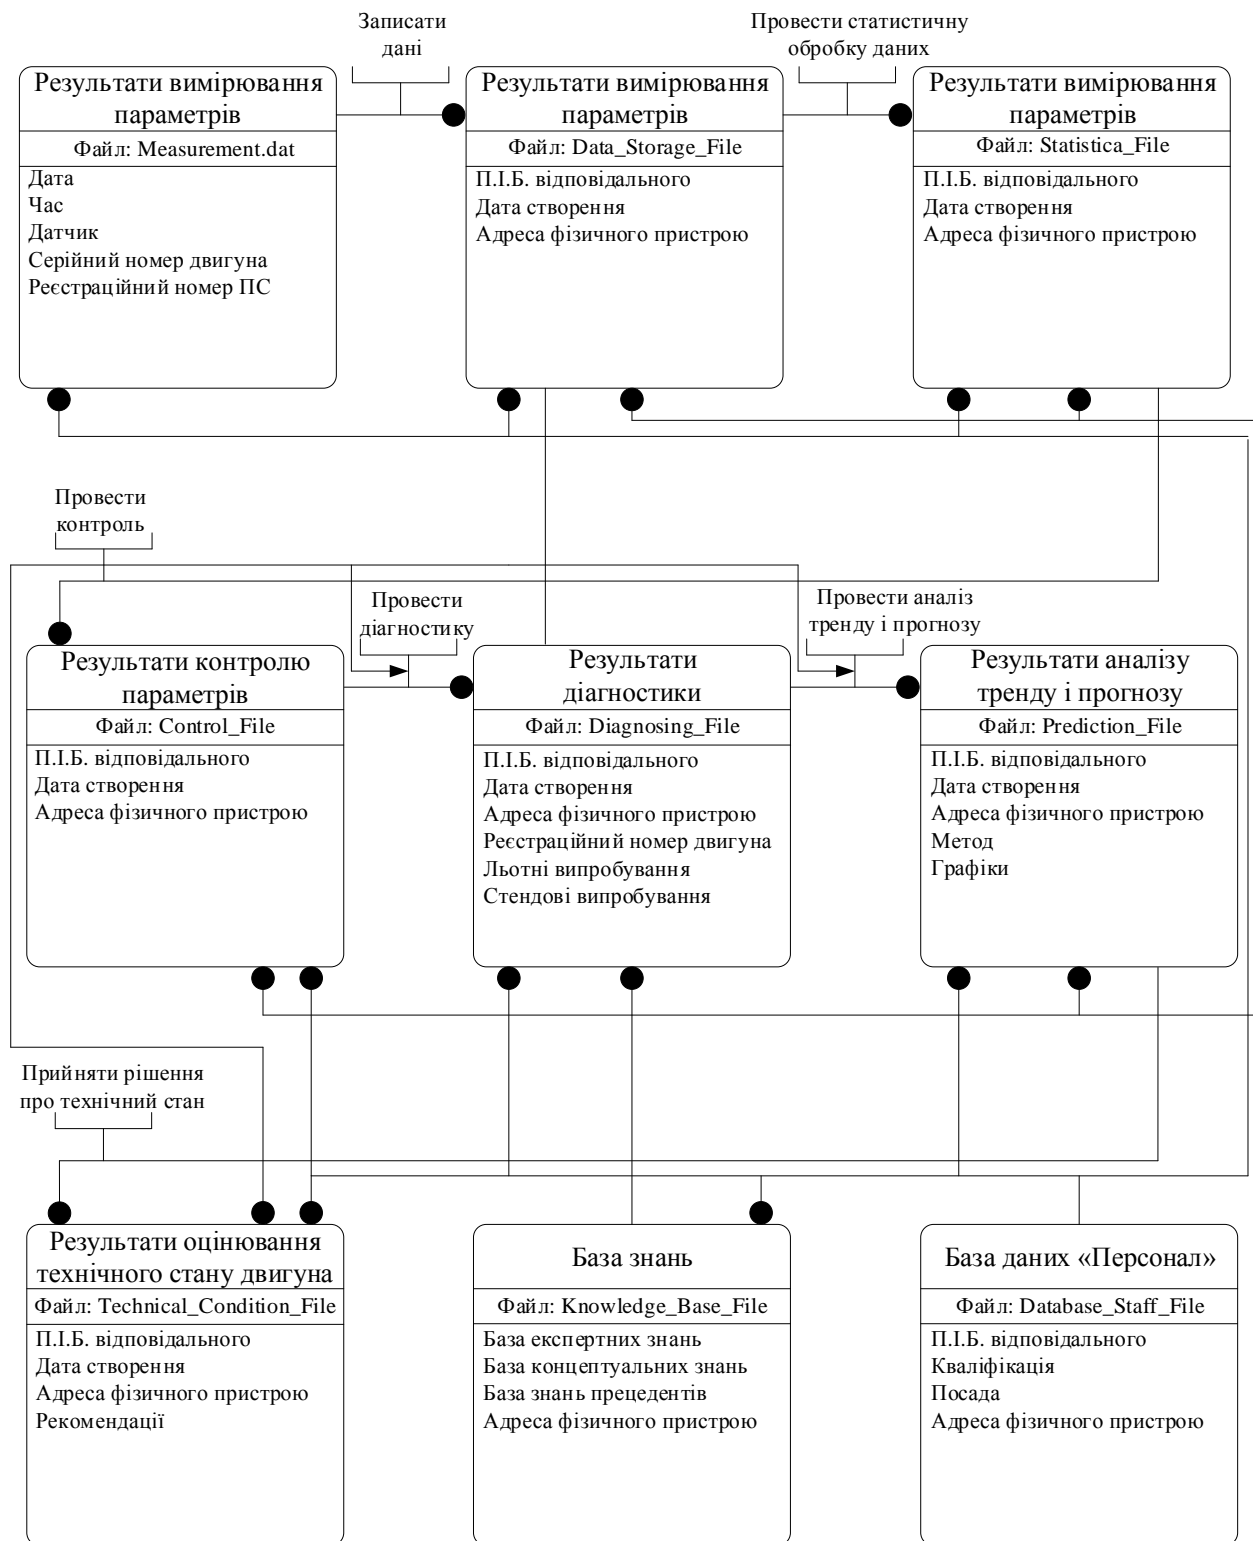 Записати
дані
Провести статистичну
обробку даних
Результати вимірювання
параметрів
Файл: Measurement.dat
Дата
Час
Датчик
Серійний номер двигуна
Реєстраційний номер ПС
Результати вимірювання
параметрів
Файл: Data_Storage_File
П.І.Б. відповідального
Дата створення
Адреса фізичного пристрою
Результати вимірювання
параметрів
Файл: Statistica_File
П.І.Б. відповідального
Дата створення
Адреса фізичного пристрою
Провести
контроль
Провести
діагностику
Провести аналіз
тренду і прогнозу
Результати контролю
параметрів
Файл: Control_File
П.І.Б. відповідального
Дата створення
Адреса фізичного пристрою
Результати
діагностики
Файл: Diagnosing_File
П.І.Б. відповідального
Дата створення
Адреса фізичного пристрою
Реєстраційний номер двигуна
Льотні випробування
Стендові випробування
Результати аналізу
тренду і прогнозу
Файл: Prediction_File
П.І.Б. відповідального
Дата створення
Адреса фізичного пристрою
Метод
Графіки
Прийняти рішення
про технічний стан
Результати оцінювання
технічного стану двигуна
Файл: Technical_Condition_File
П.І.Б. відповідального
Дата створення
Адреса фізичного пристрою
Рекомендації
База знань
Файл: Knowledge_Base_File
База експертних знань
База концептуальних знань
База знань прецедентів
Адреса фізичного пристрою
База даних «Персонал»
Файл: Database_Staff_File
П.І.Б. відповідального
Кваліфікація
Посада
Адреса фізичного пристрою